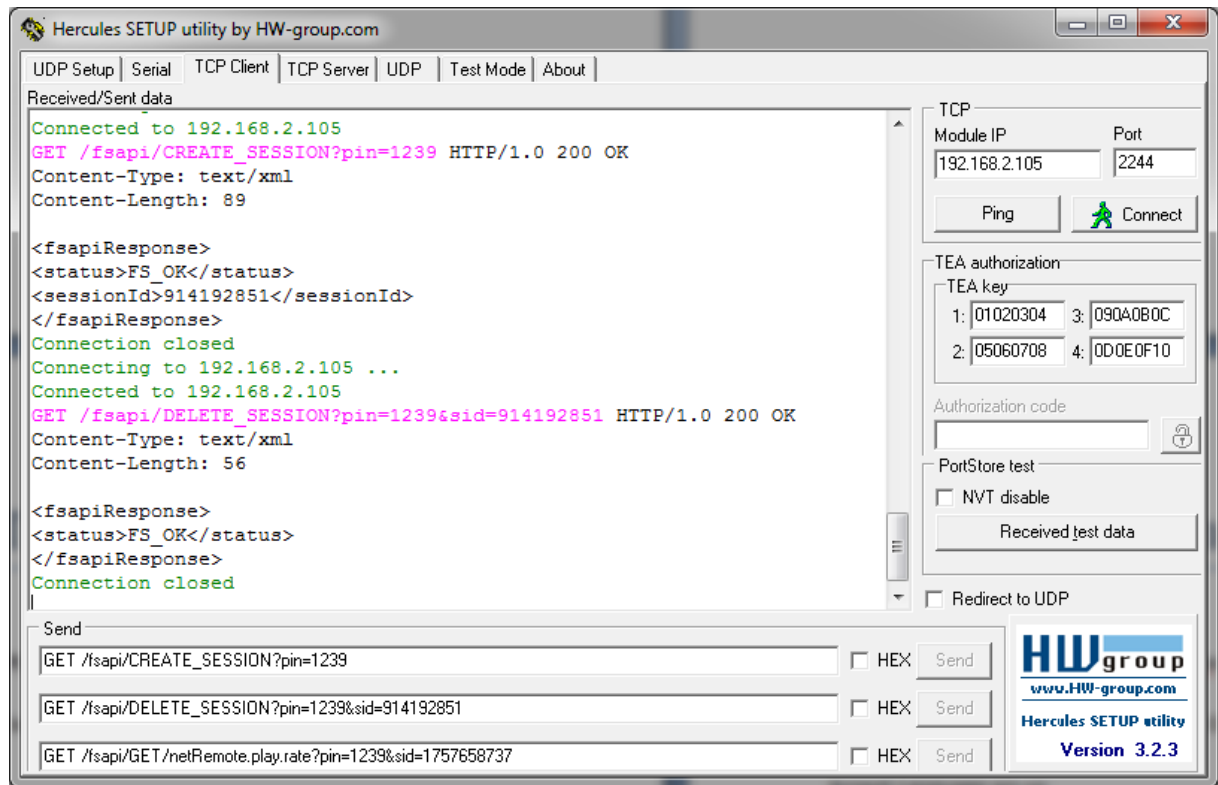 Hercules SETUP utility by HW-group.com
UDP Setup Serial TCP Client TCP Server UDP Test Mode About
Received/Sent data
Connected to 192.168.2.105
GET /fsapi/CREATE_SESSION?pin=1239 HTTP/1.0 200 OK
Content-Type: text/xml
Content-Length: 89
<fsapiResponse>
<status>FS_OK</status>
<sessionId>914192851</sessionId>
</fsapiResponse>
Connection closed
Connecting to 192.168.2.105 ...
Connected to 192.168.2.105
GET /fsapi/DELETE_SESSION?pin=1239&sid=914192851 HTTP/1.0 200 OK
Content-Type: text/xml
Content-Length: 56
<fsapiResponse>
<status>FS_OK</status>
</fsapiResponse>
Connection closed
TCP
Module IP Port
192.168.2.105 2244
Ping Connect
TEA authorization
TEA key
1: 01020304 3: 090A0B0C
2: 05060708 4: 0D0E0F10
Authorization code
PortStore test
NVT disable
Received test data
Redirect to UDP
Send
GET /fsapi/CREATE_SESSION?pin=1239 HEX Send
GET /fsapi/DELETE_SESSION?pin=1239&sid=914192851 HEX Send
GET /fsapi/GET/netRemote.play.rate?pin=1239&sid=1757658737 HEX Send
HWgroup
www.HW-group.com
Hercules SETUP utility
Version 3.2.3